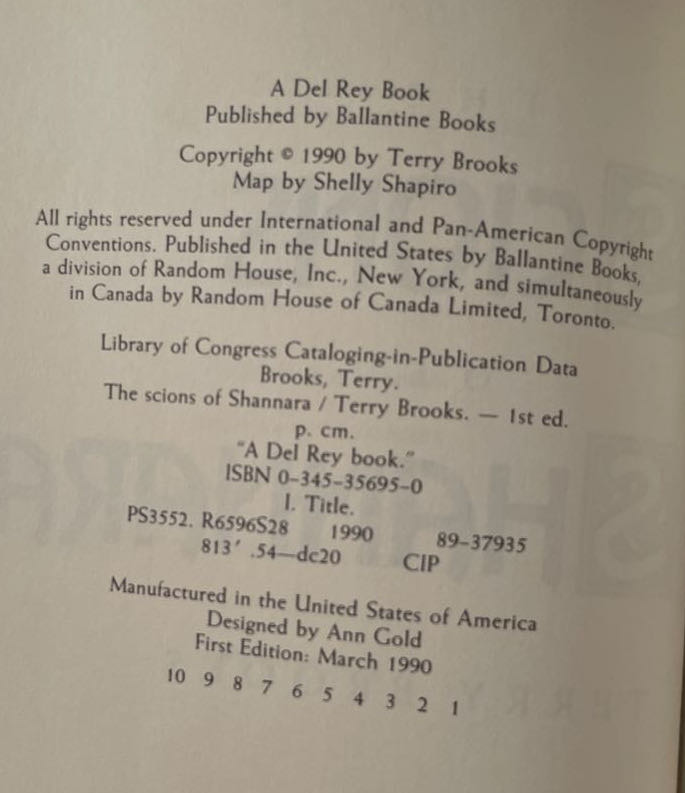 A Del Rey Book
Published by Ballantine Books
Copyright © 1990 by Terry Brooks
Map by Shelly Shapiro
All rights reserved under International and Pan-American Copyright
Conventions. Published in the United States by Ballantine Books,
a division of Random House, Inc., New York, and simultaneously
in Canada by Random House of Canada Limited, Toronto.
Library of Congress Cataloging-in-Publication Data
Brooks, Terry.
The scions of Shannara / Terry Brooks. — 1st ed.
p. cm.
"A Del Rey book."
ISBN 0-345-35695-0
I. Title.
PS3552. R6596S28 1990 89-37935
813′ .54—dc20 CIP
Manufactured in the United States of America
Designed by Ann Gold
First Edition: March 1990
10 9 8 7 6 5 4 3 2 1